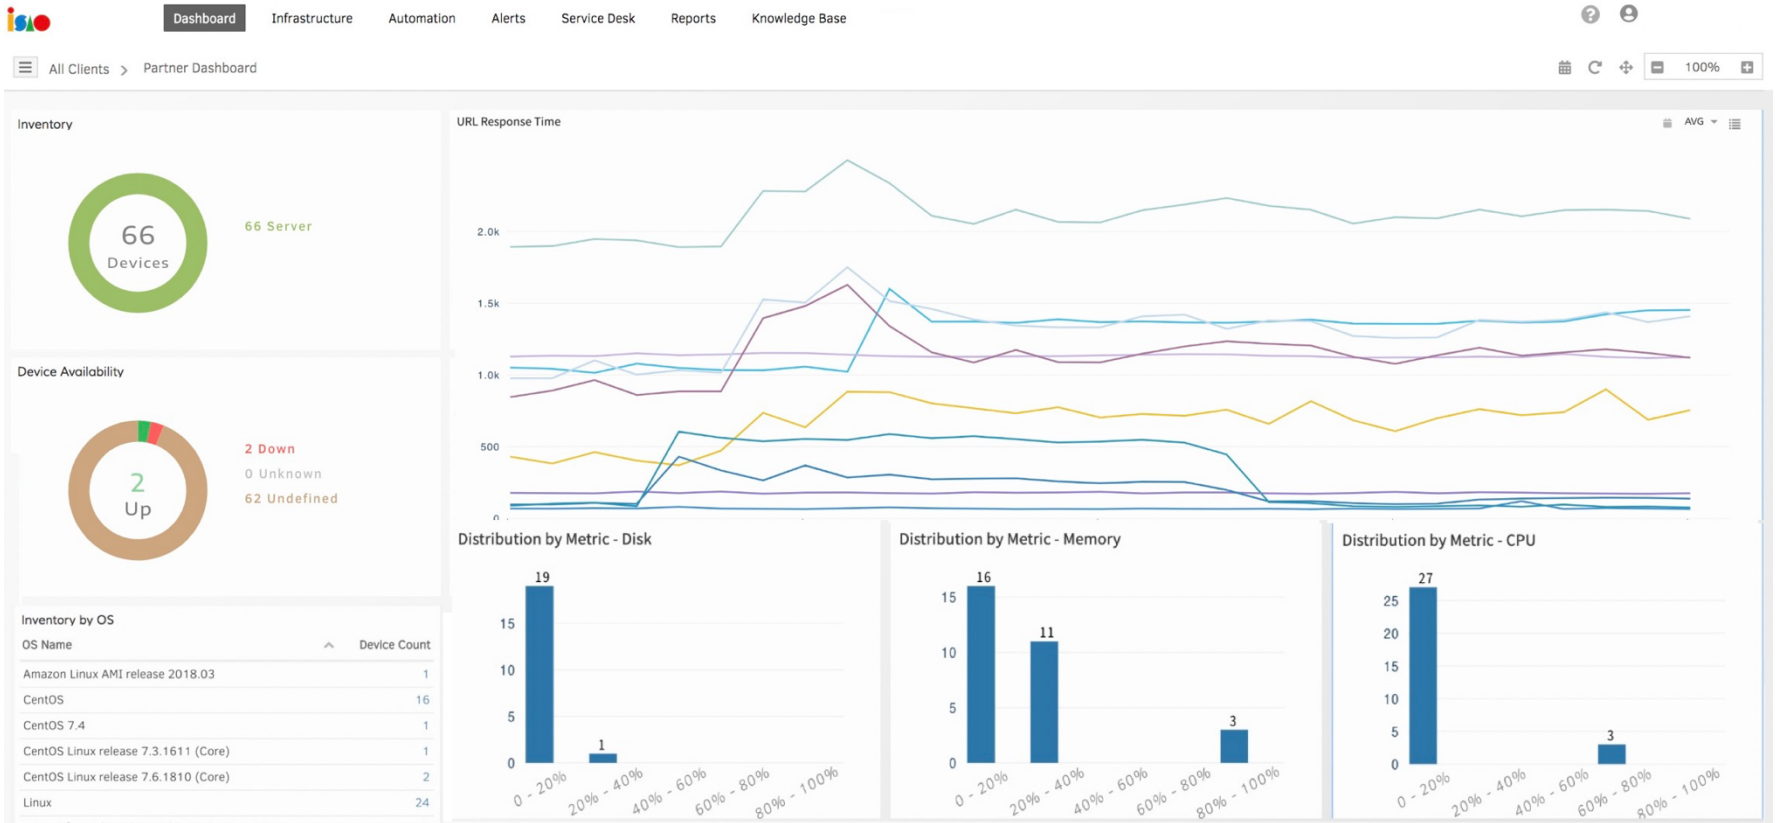 isao
Dashboard Infrastructure Automation Alerts Service Desk Reports Knowledge Base
All Clients > Partner Dashboard
100%
Inventory
66
Devices
66 Server
Device Availability
2
Up
2 Down
0 Unknown
62 Undefined
Inventory by OS
OS Name Device Count
Amazon Linux AMI release 2018.03 1
CentOS 16
CentOS 7.4 1
CentOS Linux release 7.3.1611 (Core) 1
CentOS Linux release 7.6.1810 (Core) 2
Linux 24
URL Response Time
AVG
2.0k
1.5k
1.0k
500
0
Distribution by Metric - Disk
19
15
10
5
1
0
0 - 20% 20% - 40% 40% - 60% 60% - 80% 80% - 100%
Distribution by Metric - Memory
16
15
11
10
5
3
0
0 - 20% 20% - 40% 40% - 60% 60% - 80% 80% - 100%
Distribution by Metric - CPU
27
25
20
15
10
5
3
0
0 - 20% 20% - 40% 40% - 60% 60% - 80% 80% - 100%